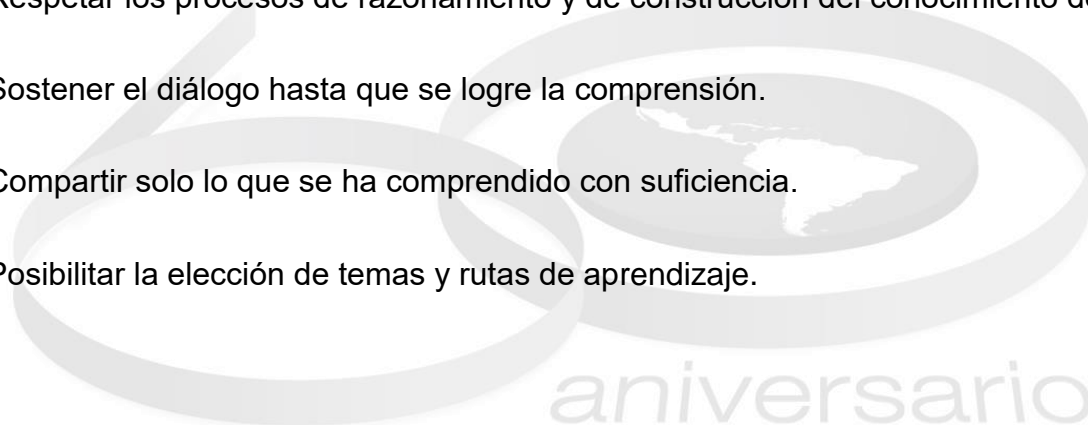 Respetar los procesos de razonamiento y de construcción del conocimiento
Sostener el diálogo hasta que se logre la comprensión.
Compartir solo lo que se ha comprendido con suficiencia.
Posibilitar la elección de temas y rutas de aprendizaje.
60
aniversario